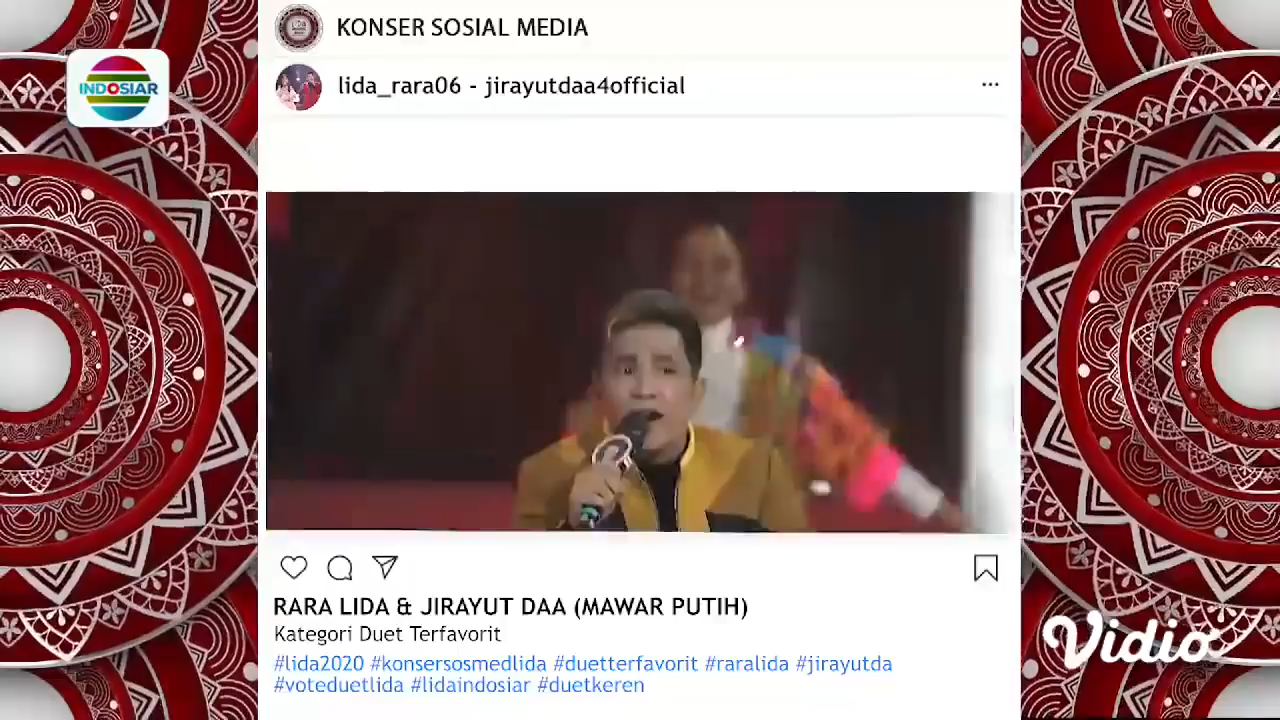 LIDA
KONSER SOSIAL MEDIA
INDOSIAR
lida_rara06 - jirayutdaa4official
RARA LIDA & JIRAYUT DAA (MAWAR PUTIH)
Kategori Duet Terfavorit
#lida2020 #konsersosmedlida #duetterfavorit #raralida #jirayutda
#voteduetlida #lidaindosiar #duetkeren
Vidio